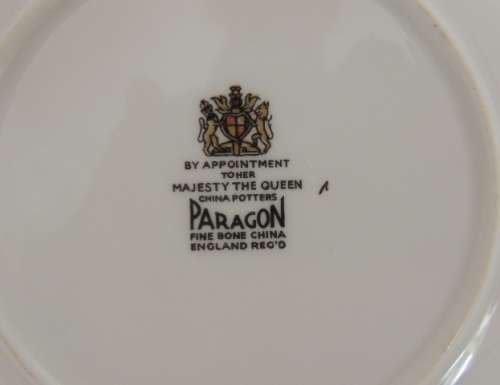 BY APPOINTMENT
TO HER
MAJESTY THE QUEEN
CHINA POTTERS
PARAGON
FINE BONE CHINA
ENGLAND REG'D